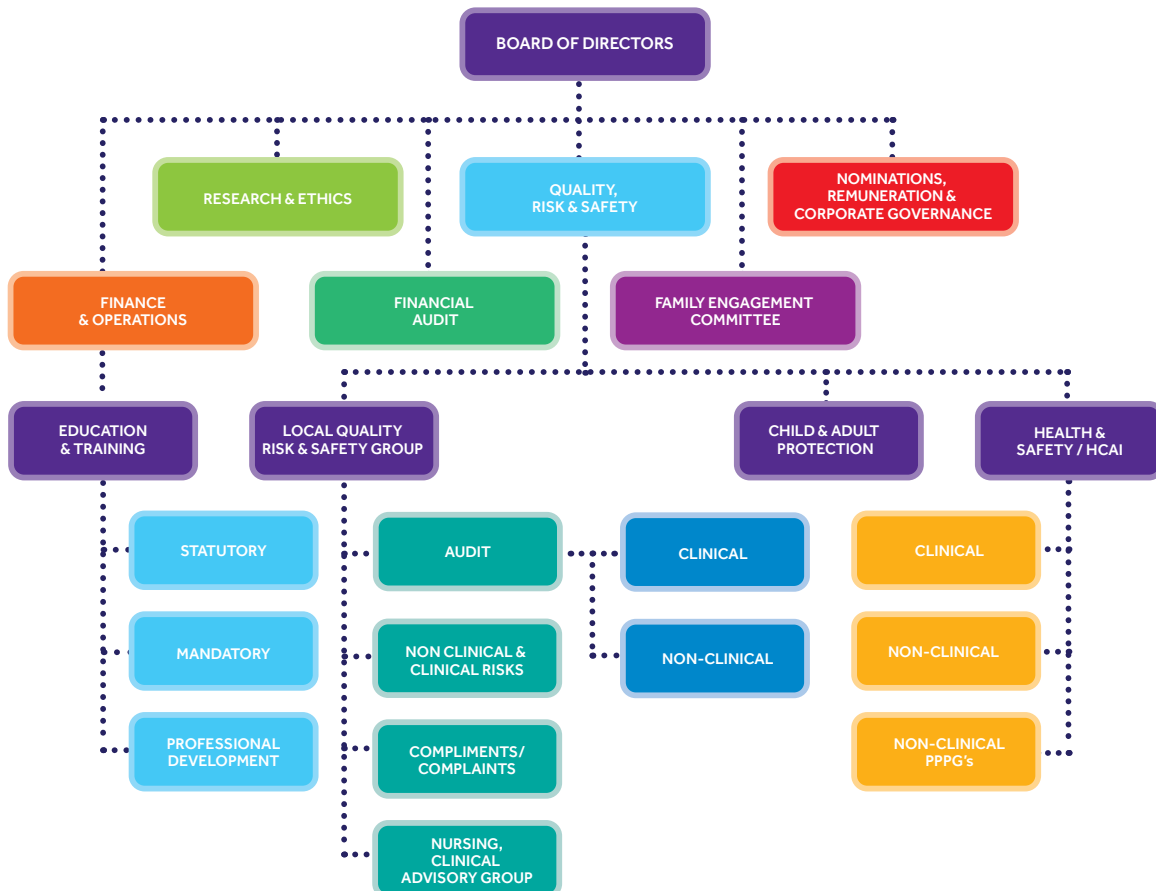 BOARD OF DIRECTORS
RESEARCH & ETHICS
QUALITY,
RISK & SAFETY
NOMINATIONS,
REMUNERATION &
CORPORATE GOVERNANCE
FINANCE
& OPERATIONS
FINANCIAL
AUDIT
FAMILY ENGAGEMENT
COMMITTEE
EDUCATION
& TRAINING
LOCAL QUALITY
RISK & SAFETY GROUP
CHILD & ADULT
PROTECTION
HEALTH &
SAFETY / HCAI
STATUTORY
AUDIT
CLINICAL
CLINICAL
MANDATORY
NON CLINICAL &
CLINICAL RISKS
NON-CLINICAL
NON-CLINICAL
PROFESSIONAL
DEVELOPMENT
COMPLIMENTS/
COMPLAINTS
NON-CLINICAL
PPPG's
NURSING,
CLINICAL
ADVISORY GROUP